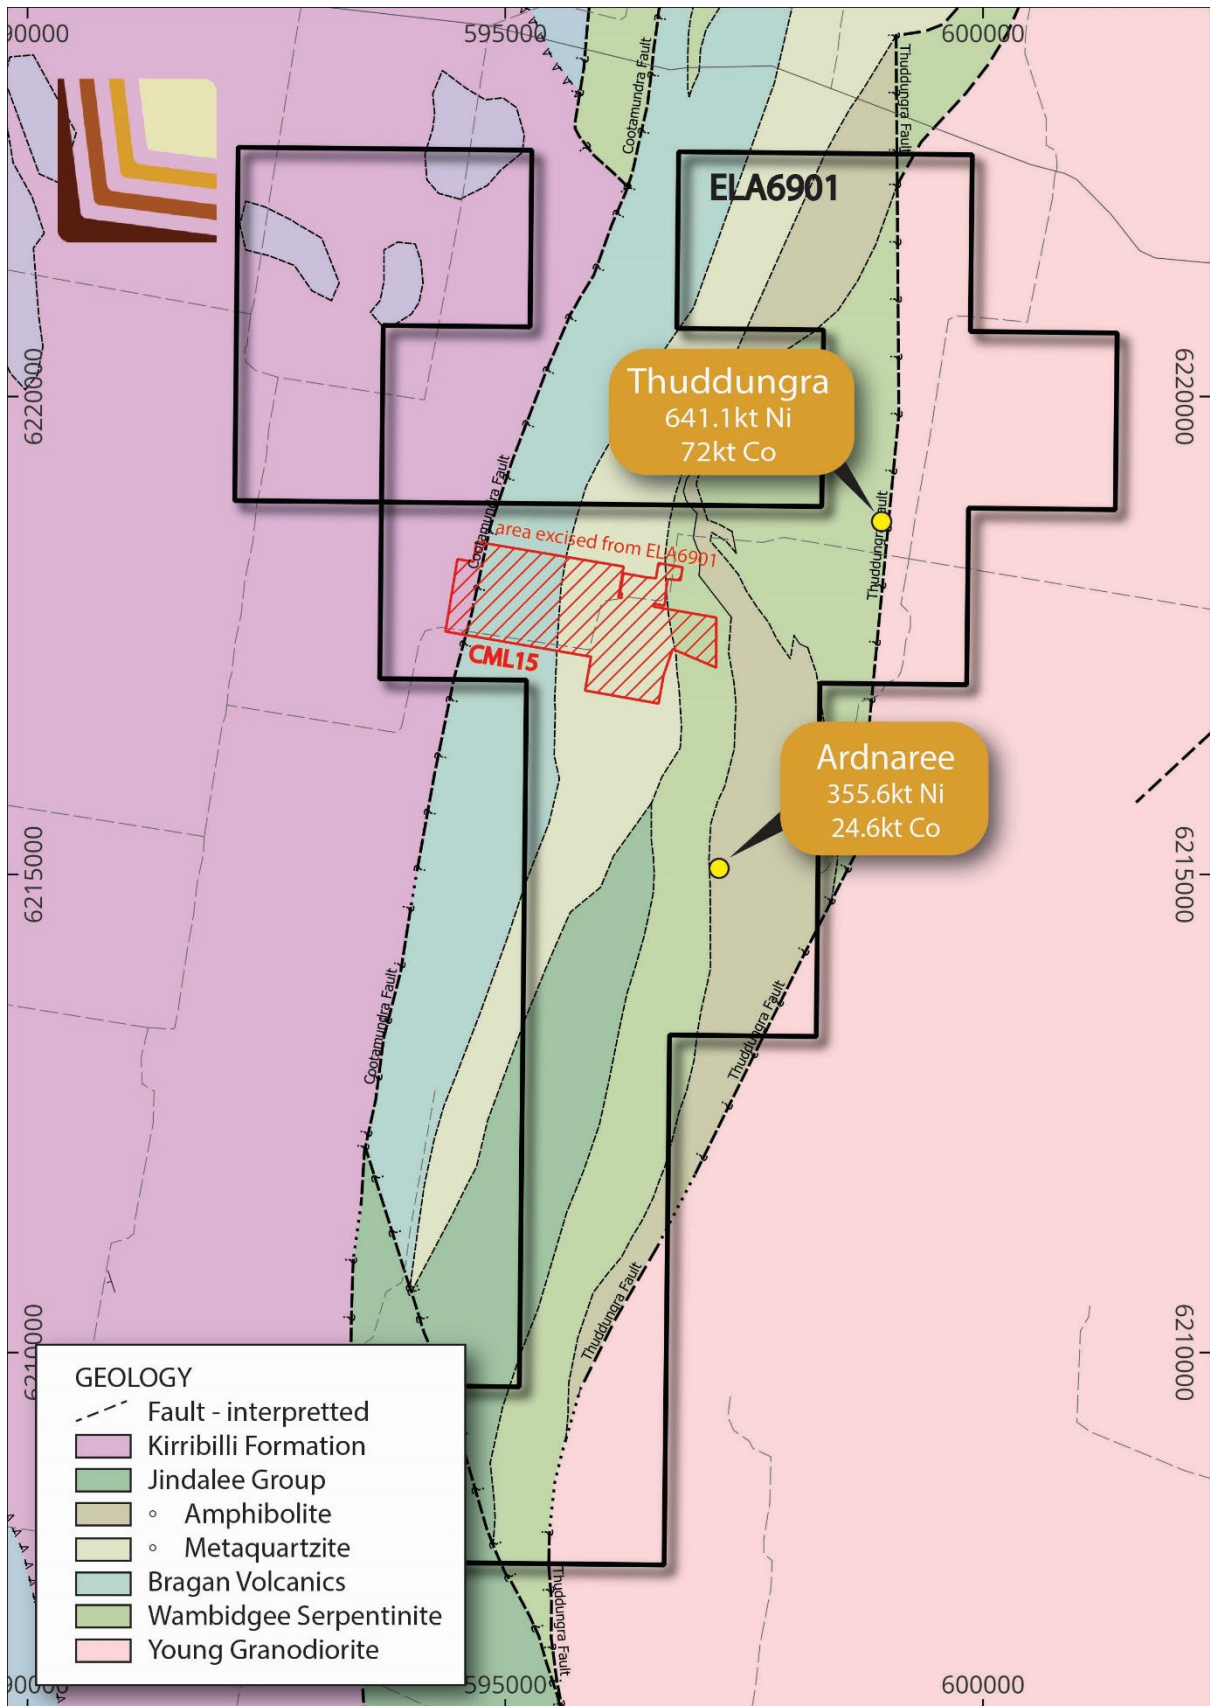 90000
595000
600000
Cootamundra Fault
Thuddungra Fault
ELA6901
6220000
6220000
Thuddungra
641.1kt Ni
72kt Co
Cootamundra Fault
Thuddungra Fault
area excised from ELA6901
CML15
Ardnaree
355.6kt Ni
24.6kt Co
6215000
6215000
Cootamundra Fault
Thuddungra Fault
Thuddungra Fault
6210000
6210000
GEOLOGY
Fault - interpretted
Kirribilli Formation
Jindalee Group
Amphibolite
Metaquartzite
Bragan Volcanics
Wambidgee Serpentinite
Young Granodiorite
Thuddungra Fault
90000
595000
600000